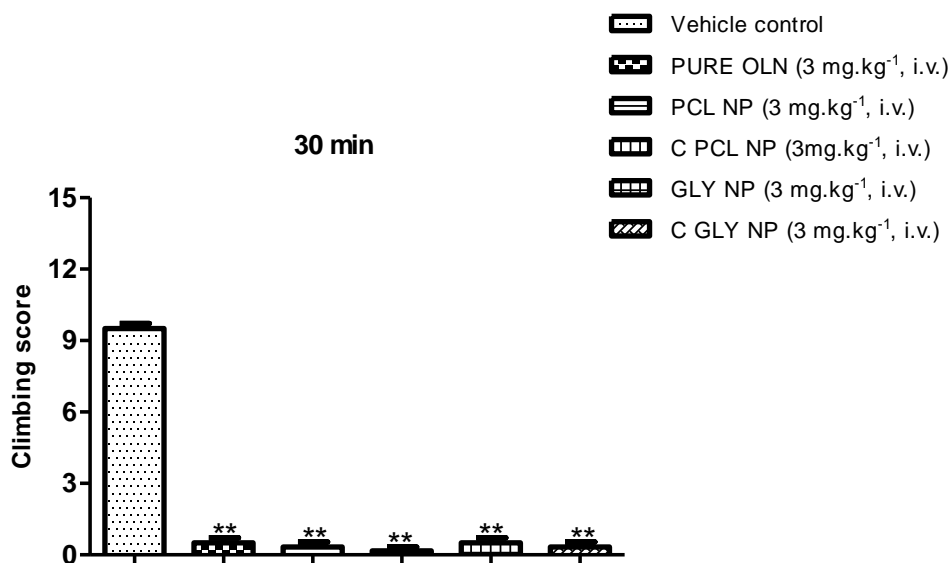 Vehicle control
PURE OLN (3 mg.kg⁻¹, i.v.)
PCL NP (3 mg.kg⁻¹, i.v.)
C PCL NP (3mg.kg⁻¹, i.v.)
GLY NP (3 mg.kg⁻¹, i.v.)
C GLY NP (3 mg.kg⁻¹, i.v.)
30 min
Climbing score
15
12
9
6
3
0
** ** ** ** **